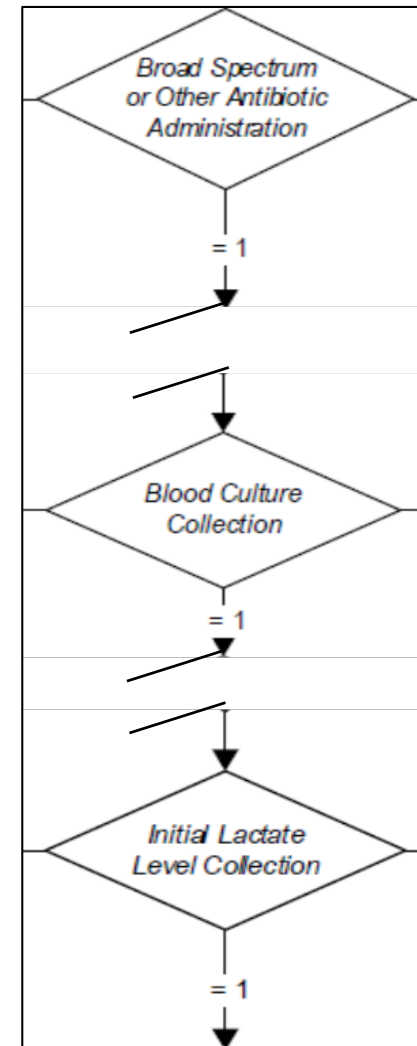 Broad Spectrum
or Other Antibiotic
Administration
= 1
Blood Culture
Collection
= 1
Initial Lactate
Level Collection
= 1